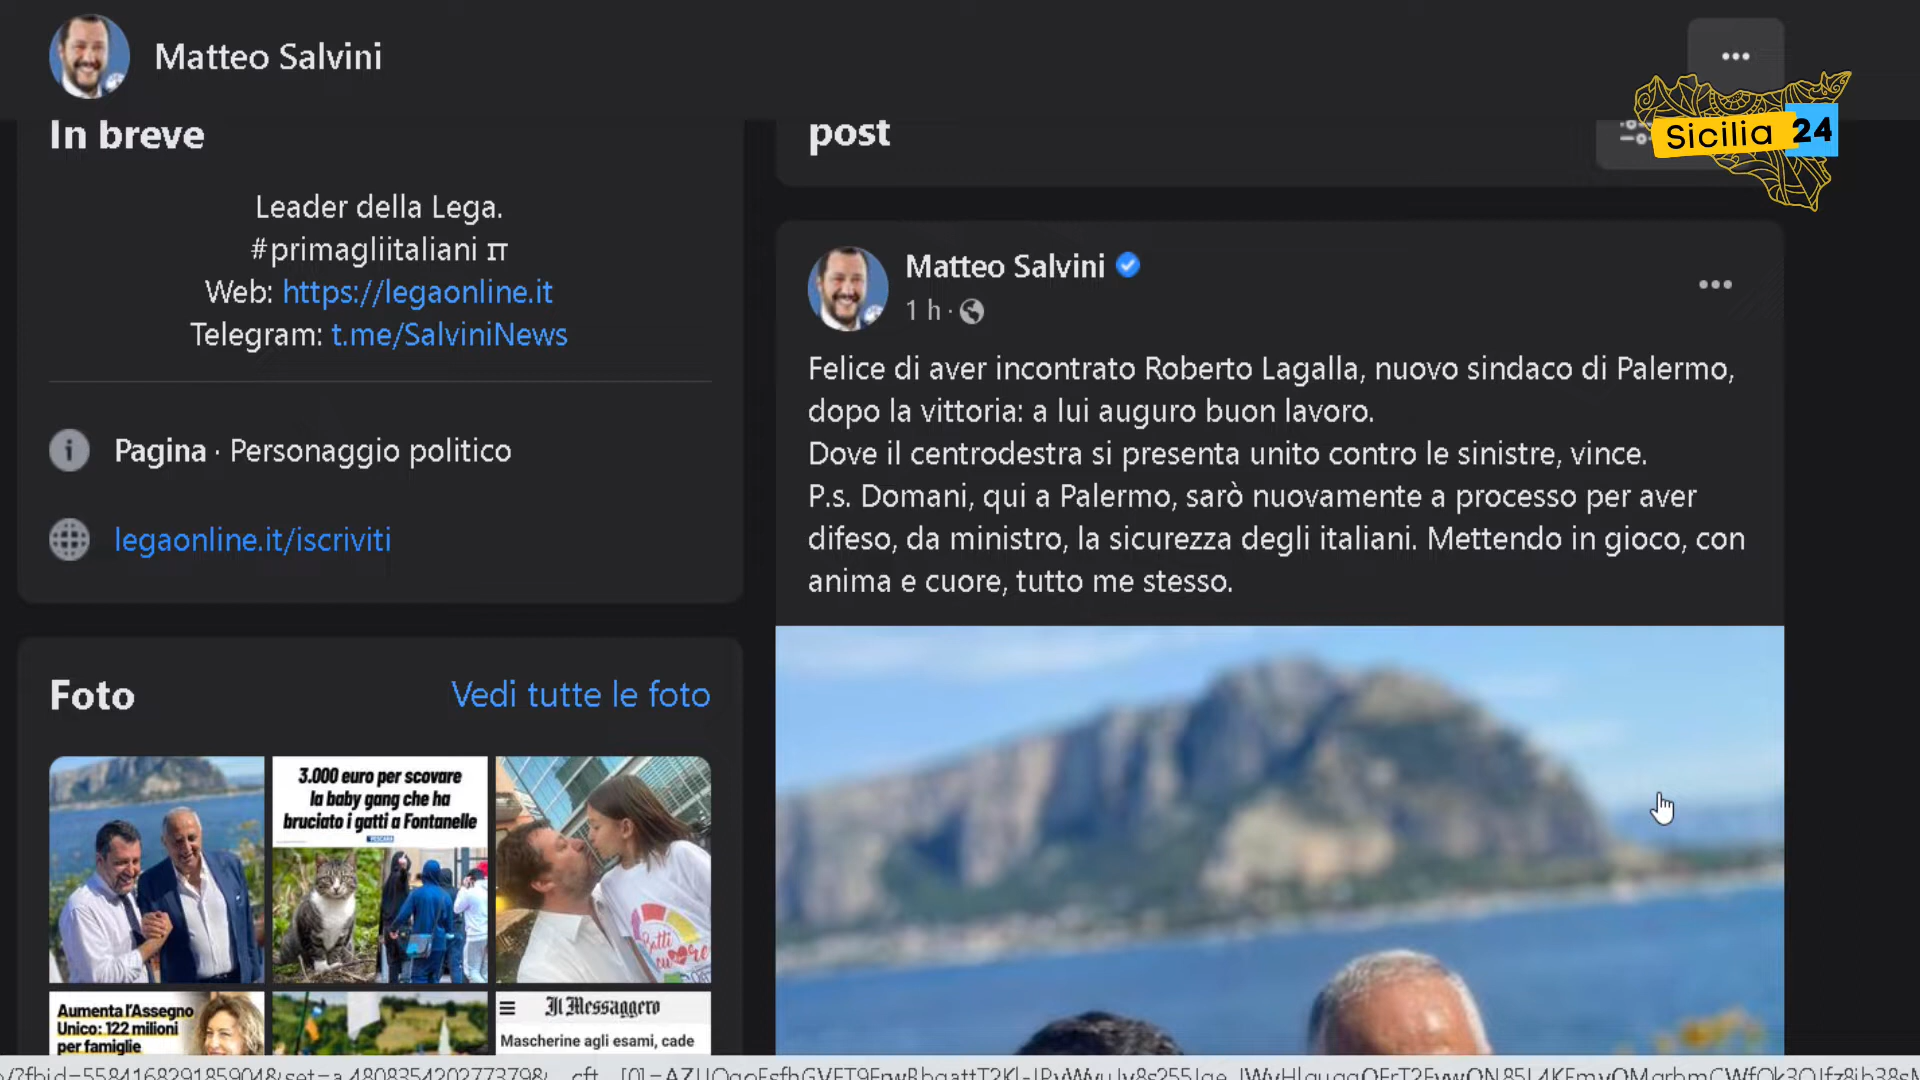 Matteo Salvini
Sicilia 24
In breve
Leader della Lega.
#primagliitaliani π
Web: https://legaonline.it
Telegram: t.me/SalviniNews
Pagina · Personaggio politico
legaonline.it/iscriviti
Foto
Vedi tutte le foto
3.000 euro per scovare
la baby gang che ha
bruciato i gatti a Fontanelle
PESCARA
Aumenta l'Assegno
Unico: 122 milioni
per famiglie
Il Messaggero
Mascherine agli esami, cade
post
Matteo Salvini
1 h ·
Felice di aver incontrato Roberto Lagalla, nuovo sindaco di Palermo,
dopo la vittoria: a lui auguro buon lavoro.
Dove il centrodestra si presenta unito contro le sinistre, vince.
P.s. Domani, qui a Palermo, sarò nuovamente a processo per aver
difeso, da ministro, la sicurezza degli italiani. Mettendo in gioco, con
anima e cuore, tutto me stesso.